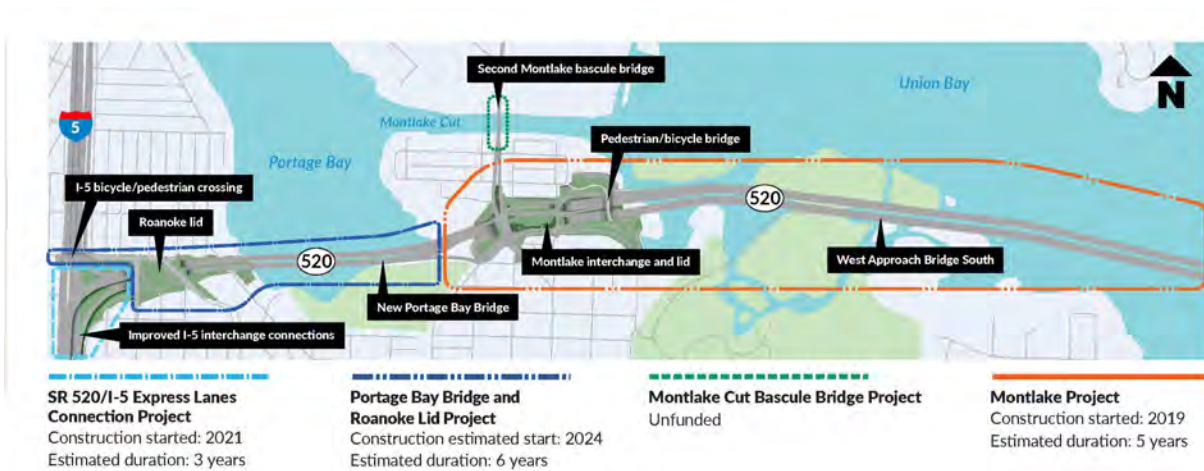 Second Montlake bascule bridge
Union Bay
N
5
Montlake Cut
Pedestrian/bicycle bridge
Portage Bay
I-5 bicycle/pedestrian crossing
Roanoke lid
520
520
Montlake interchange and lid
West Approach Bridge South
New Portage Bay Bridge
Improved I-5 interchange connections
SR 520/I-5 Express Lanes
Connection Project
Construction started: 2021
Estimated duration: 3 years
Portage Bay Bridge and
Roanoke Lid Project
Construction estimated start: 2024
Estimated duration: 6 years
Montlake Cut Bascule Bridge Project
Unfunded
Montlake Project
Construction started: 2019
Estimated duration: 5 years